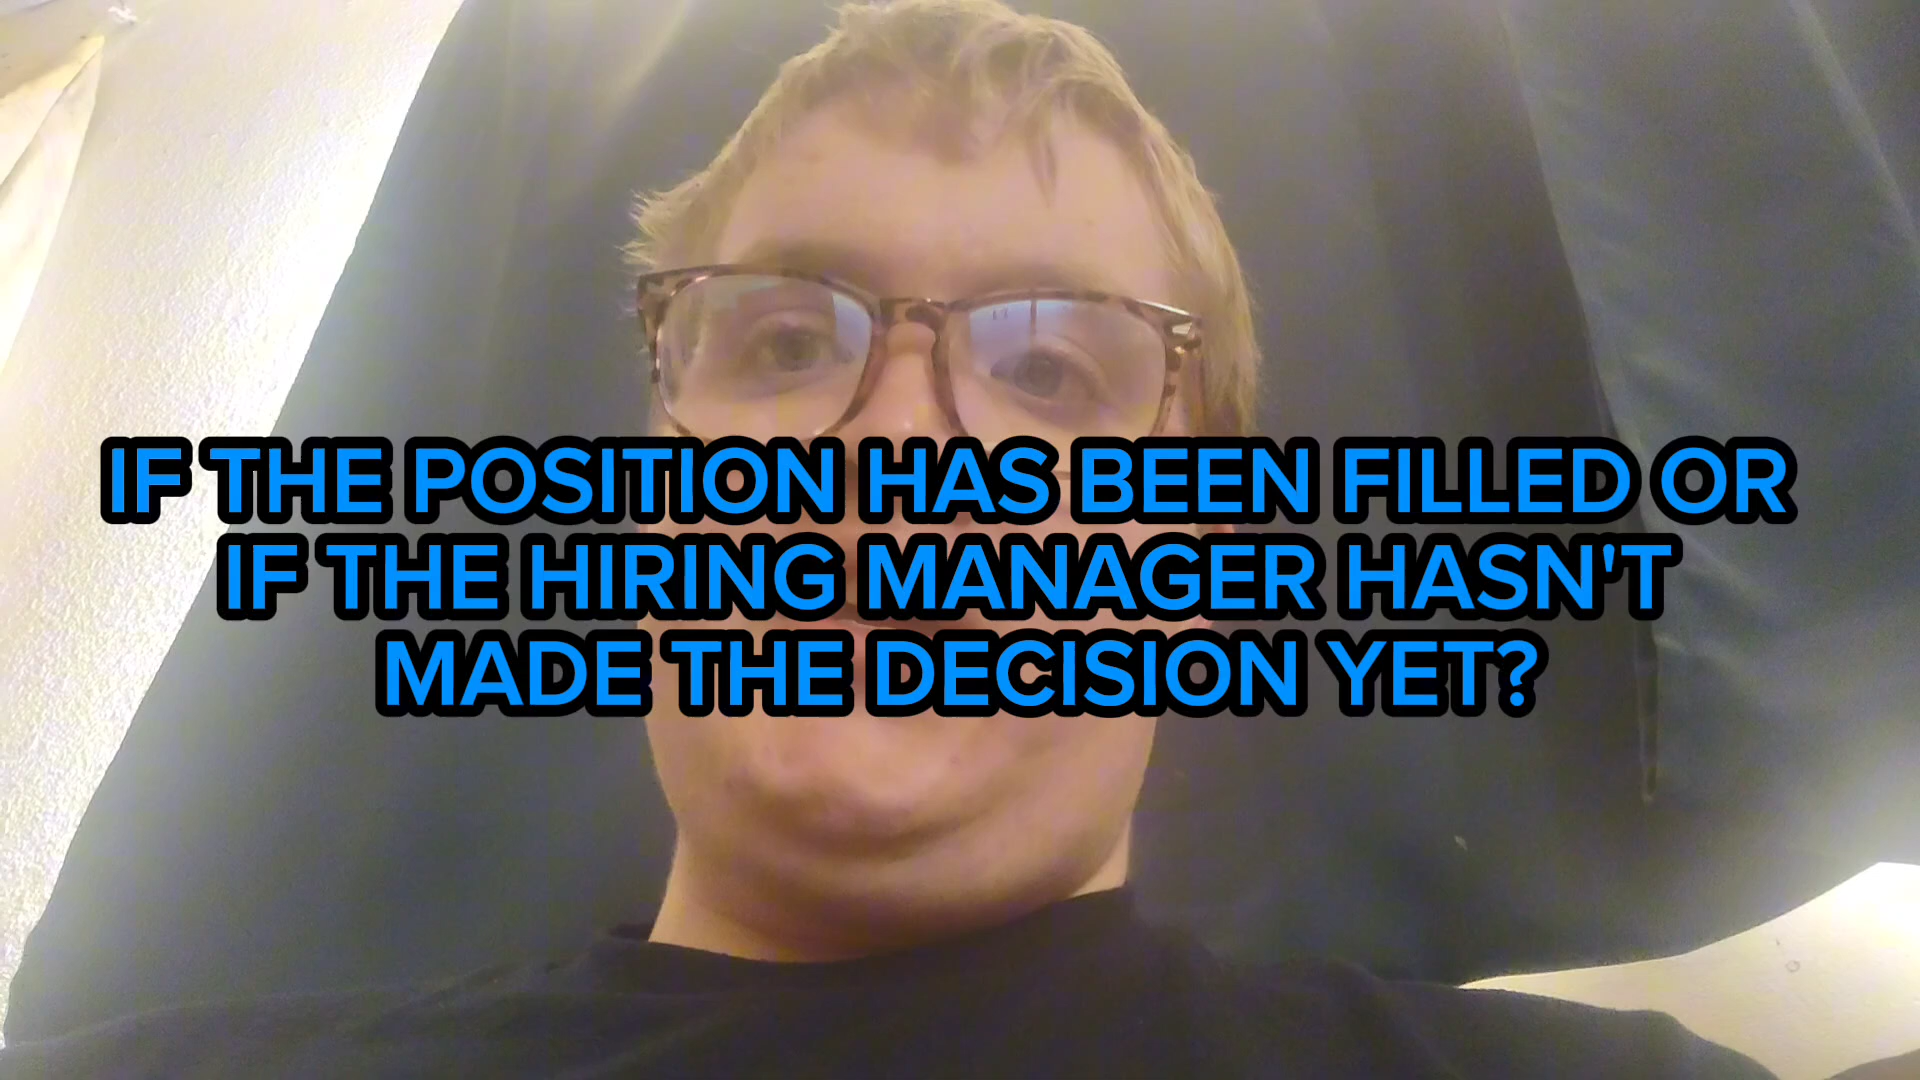 IF THE POSITION HAS BEEN FILLED OR
IF THE HIRING MANAGER HASN'T
MADE THE DECISION YET?